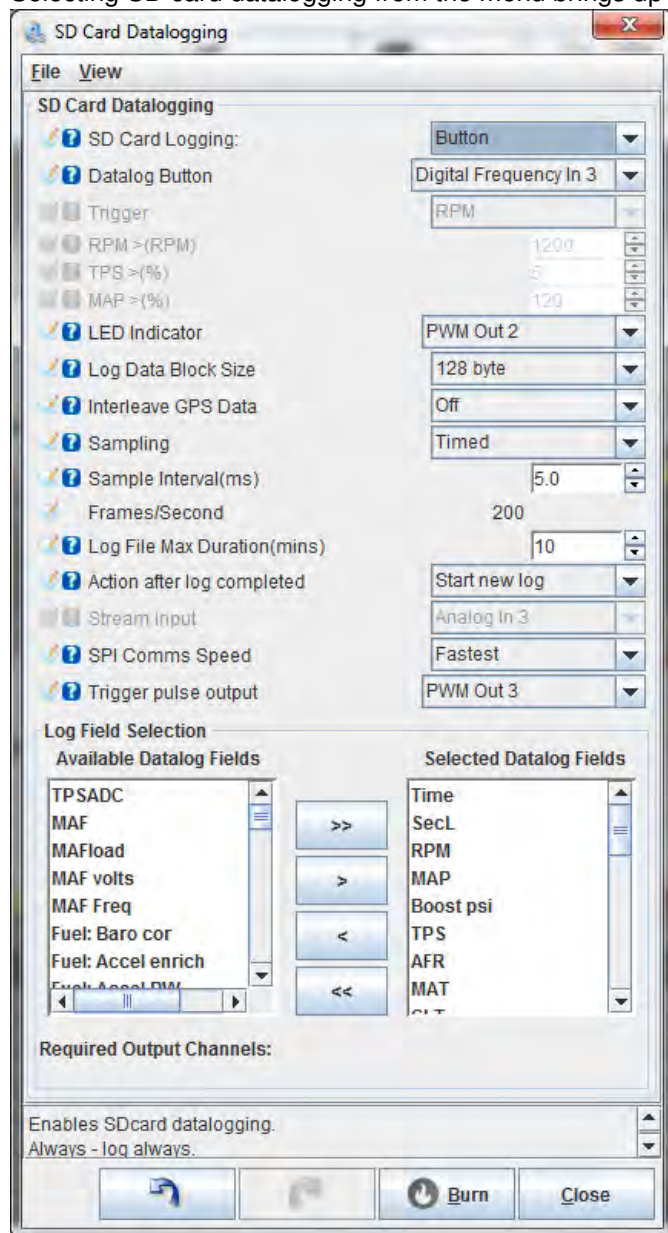 Selecting SD card datalogging from the menu brings up
SD Card Datalogging
File View
SD Card Datalogging
SD Card Logging: Button
Datalog Button Digital Frequency In 3
Trigger RPM
RPM >(RPM) 1200
TPS >(%) 5
MAP >(%) 120
LED Indicator PWM Out 2
Log Data Block Size 128 byte
Interleave GPS Data Off
Sampling Timed
Sample Interval(ms) 5.0
Frames/Second 200
Log File Max Duration(mins) 10
Action after log completed Start new log
Stream input Analog In 3
SPI Comms Speed Fastest
Trigger pulse output PWM Out 3
Log Field Selection
Available Datalog Fields Selected Datalog Fields
TPSADC
MAF
MAFload
MAF volts
MAF Freq
Fuel: Baro cor
Fuel: Accel enrich
Fuel: Accel PW
>>
>
<
<<
Time
SecL
RPM
MAP
Boost psi
TPS
AFR
MAT
CLT
Required Output Channels:
Enables SDcard datalogging.
Always - log always.
Burn Close